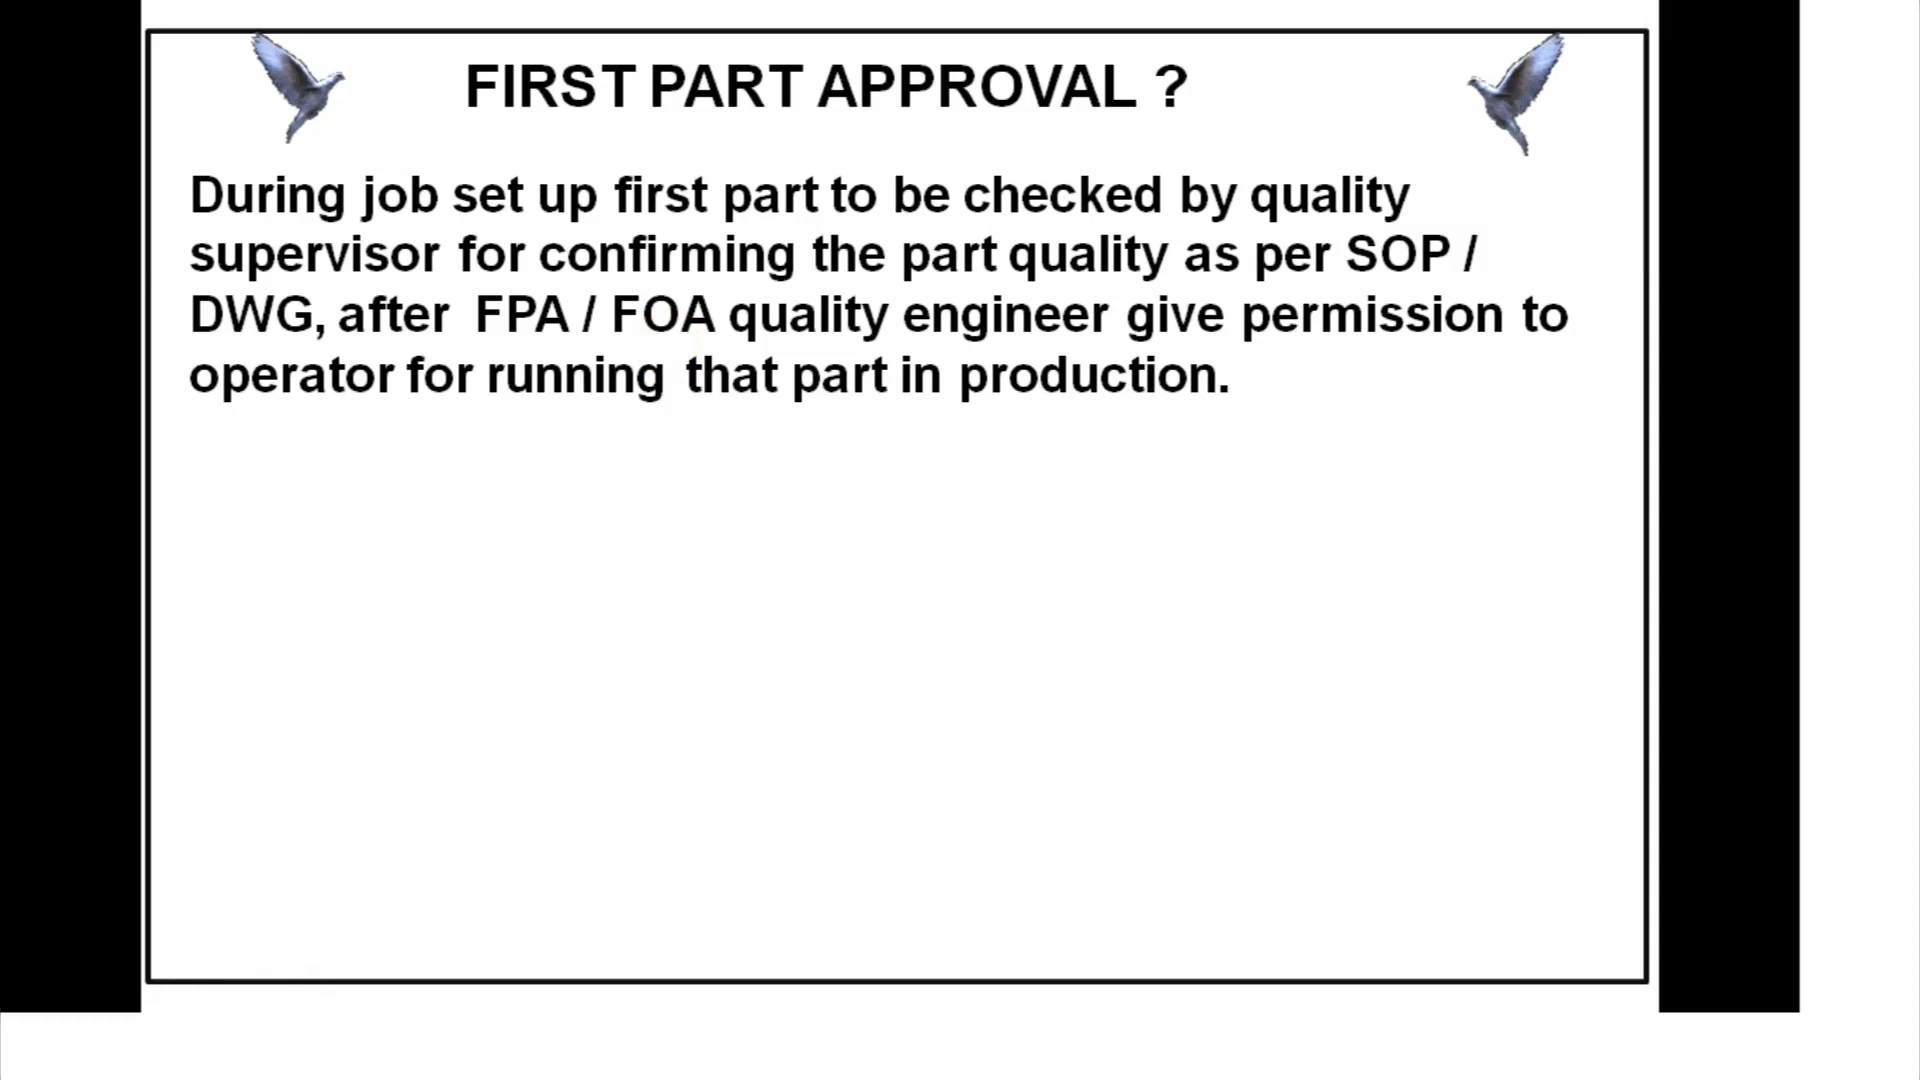 FIRST PART APPROVAL ?
During job set up first part to be checked by quality
supervisor for confirming the part quality as per SOP /
DWG, after FPA / FOA quality engineer give permission to
operator for running that part in production.